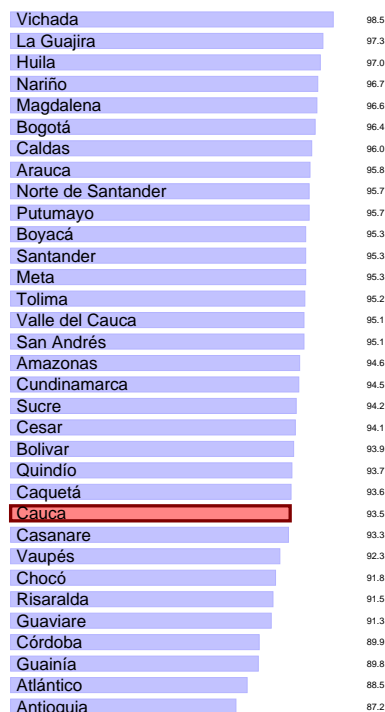 Vichada 98.5
La Guajira 97.3
Huila 97.0
Nariño 96.7
Magdalena 96.6
Bogotá 96.4
Caldas 96.0
Arauca 95.8
Norte de Santander 95.7
Putumayo 95.7
Boyacá 95.3
Santander 95.3
Meta 95.3
Tolima 95.2
Valle del Cauca 95.1
San Andrés 95.1
Amazonas 94.6
Cundinamarca 94.5
Sucre 94.2
Cesar 94.1
Bolivar 93.9
Quindío 93.7
Caquetá 93.6
Cauca 93.5
Casanare 93.3
Vaupés 92.3
Chocó 91.8
Risaralda 91.5
Guaviare 91.3
Córdoba 89.9
Guainía 89.8
Atlántico 88.5
Antioquia 87.2